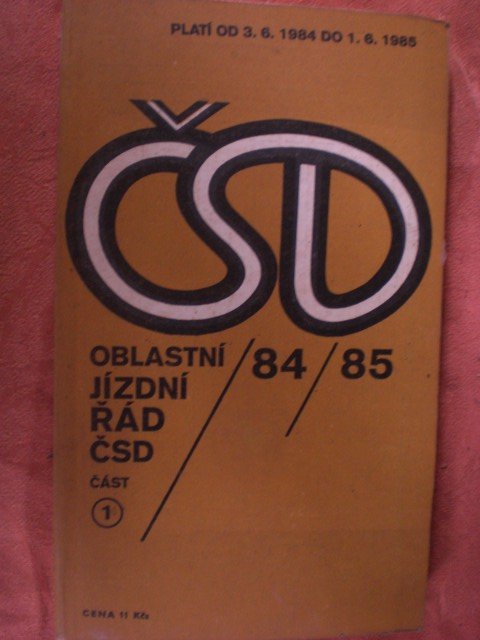 PLATÍ OD 3. 6. 1984 DO 1. 6. 1985
ČSD
OBLASTNÍ /84/85
JÍZDNÍ
ŘÁD
ČSD
ČÁST
1
CENA 11 Kčs